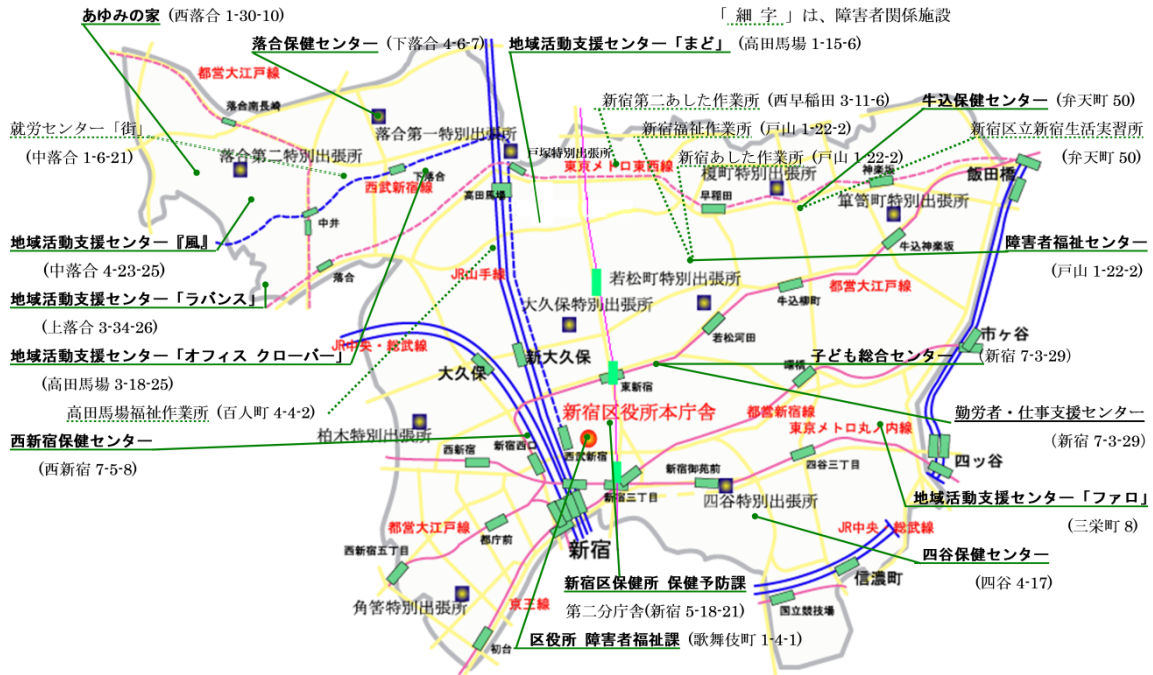 あゆみの家 (西落合 1-30-10)
「 細 字 」は、障害者関係施設
落合保健センター (下落合 4-6-7)
地域活動支援センター「まど」 (高田馬場 1-15-6)
都営大江戸線
落合南長崎
新宿第二あした作業所 (西早稲田 3-11-6)
牛込保健センター (弁天町 50)
就労センター「街」
(中落合 1-6-21)
落合第一特別出張所
新宿福祉作業所 (戸山 1-22-2)
新宿区立新宿生活実習所
(弁天町 50)
落合第二特別出張所
戸塚特別出張所
東京メトロ東西線
新宿あした作業所 (戸山 1-22-2)
榎町特別出張所
神楽坂
飯田橋
下落合
西武新宿線
高田馬場
早稲田
箪笥町特別出張所
中井
地域活動支援センター『風』
(中落合 4-23-25)
落合
JR山手線
牛込神楽坂
障害者福祉センター
(戸山 1-22-2)
若松町特別出張所
牛込柳町
都営大江戸線
地域活動支援センター「ラバンス」
(上落合 3-34-26)
大久保特別出張所
若松河田
市ヶ谷
JR中央・総武線
地域活動支援センター「オフィス クローバー」
(高田馬場 3-18-25)
新大久保
大久保
子ども総合センター (新宿 7-3-29)
曙橋
東新宿
高田馬場福祉作業所 (百人町 4-4-2)
新宿区役所本庁舎
都営新宿線
勤労者・仕事支援センター
(新宿 7-3-29)
東京メトロ丸ノ内線
柏木特別出張所
西新宿保健センター
(西新宿 7-5-8)
西新宿
新宿西口
西武新宿
新宿御苑前
四谷三丁目
四ッ谷
新宿三丁目
四谷特別出張所
地域活動支援センター「ファロ」
(三栄町 8)
都営大江戸線
都庁前
JR中央 総武線
西新宿五丁目
新宿
四谷保健センター
(四谷 4-17)
信濃町
新宿区保健所 保健予防課
第二分庁舎(新宿 5-18-21)
角筈特別出張所
京王線
国立競技場
初台
区役所 障害者福祉課 (歌舞伎町 1-4-1)